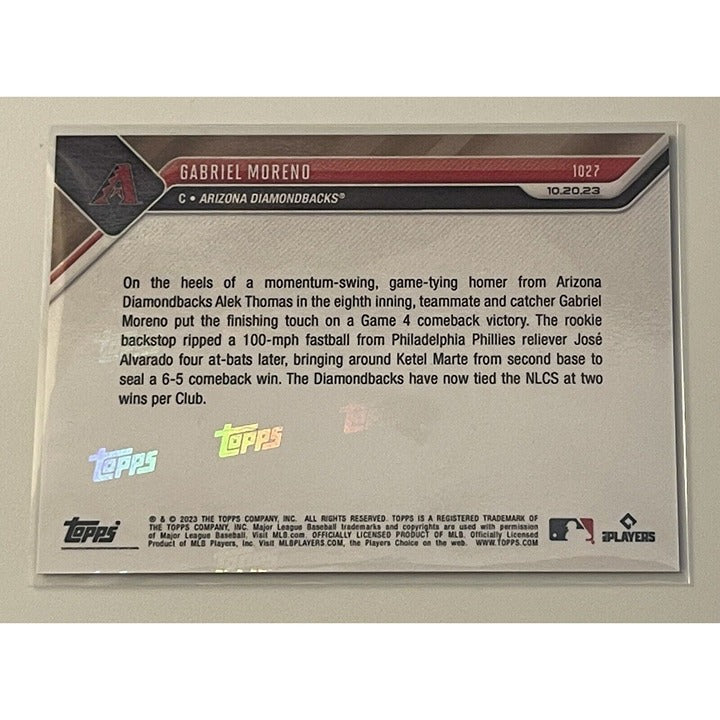 GABRIEL MORENO
1027
C • ARIZONA DIAMONDBACKS®
10.20.23
On the heels of a momentum-swing, game-tying homer from Arizona
Diamondbacks Alek Thomas in the eighth inning, teammate and catcher Gabriel
Moreno put the finishing touch on a Game 4 comeback victory. The rookie
backstop ripped a 100-mph fastball from Philadelphia Phillies reliever José
Alvarado four at-bats later, bringing around Ketel Marte from second base to
seal a 6-5 comeback win. The Diamondbacks have now tied the NLCS at two
wins per Club.
TOPPS TOPPS
TOPPS
® & © 2023 THE TOPPS COMPANY, INC. ALL RIGHTS RESERVED. TOPPS IS A REGISTERED TRADEMARK OF
THE TOPPS COMPANY, INC. Major League Baseball trademarks and copyrights are used with permission
of Major League Baseball. Visit MLB.com. OFFICIALLY LICENSED PRODUCT OF MLB. Officially Licensed
Product of MLB Players, Inc. Visit MLBPLAYERS.COM, the Players Choice on the web. WWW.TOPPS.COM
PLAYERS